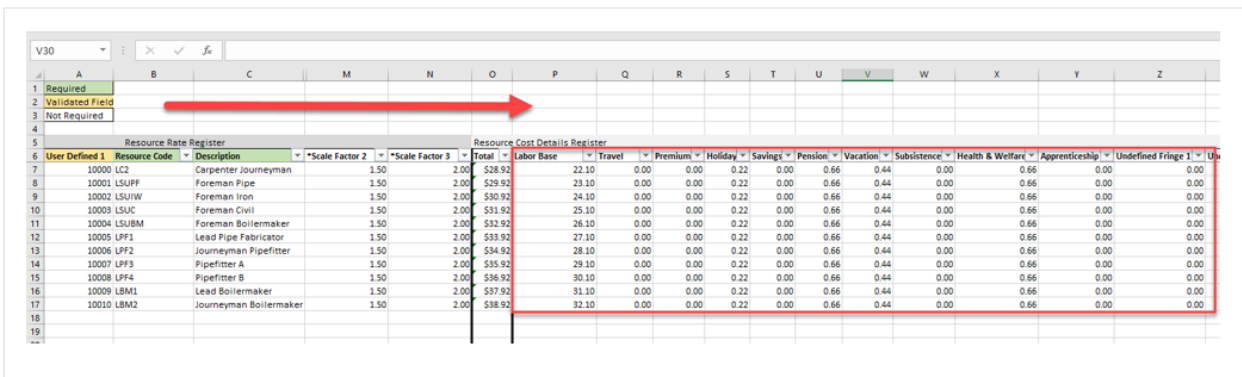 V30 fx
A B C M N O P Q R S T U V W X Y Z
1 Required
2 Validated Field
3 Not Required
4
5 Resource Rate Register Resource Cost Details Register
6 User Defined 1 Resource Code Description *Scale Factor 2 *Scale Factor 3 Total Labor Base Travel Premium Holiday Savings Pension Vacation Subsistence Health & Welfare Apprenticeship Undefined Fringe 1
7 10000 LC2 Carpenter Journeyman 1.50 2.00 $28.92 22.10 0.00 0.00 0.22 0.00 0.66 0.44 0.00 0.66 0.00 0.00
8 10001 LSUPF Foreman Pipe 1.50 2.00 $29.92 23.10 0.00 0.00 0.22 0.00 0.66 0.44 0.00 0.66 0.00 0.00
9 10002 LSUIW Foreman Iron 1.50 2.00 $30.92 24.10 0.00 0.00 0.22 0.00 0.66 0.44 0.00 0.66 0.00 0.00
10 10003 LSUC Foreman Civil 1.50 2.00 $31.92 25.10 0.00 0.00 0.22 0.00 0.66 0.44 0.00 0.66 0.00 0.00
11 10004 LSUBM Foreman Boilermaker 1.50 2.00 $32.92 26.10 0.00 0.00 0.22 0.00 0.66 0.44 0.00 0.66 0.00 0.00
12 10005 LPF1 Lead Pipe Fabricator 1.50 2.00 $33.92 27.10 0.00 0.00 0.22 0.00 0.66 0.44 0.00 0.66 0.00 0.00
13 10006 LPF2 Journeyman Pipefitter 1.50 2.00 $34.92 28.10 0.00 0.00 0.22 0.00 0.66 0.44 0.00 0.66 0.00 0.00
14 10007 LPF3 Pipefitter A 1.50 2.00 $35.92 29.10 0.00 0.00 0.22 0.00 0.66 0.44 0.00 0.66 0.00 0.00
15 10008 LPF4 Pipefitter B 1.50 2.00 $36.92 30.10 0.00 0.00 0.22 0.00 0.66 0.44 0.00 0.66 0.00 0.00
16 10009 LBM1 Lead Boilermaker 1.50 2.00 $37.92 31.10 0.00 0.00 0.22 0.00 0.66 0.44 0.00 0.66 0.00 0.00
17 10010 LBM2 Journeyman Boilermaker 1.50 2.00 $38.92 32.10 0.00 0.00 0.22 0.00 0.66 0.44 0.00 0.66 0.00 0.00
18
19